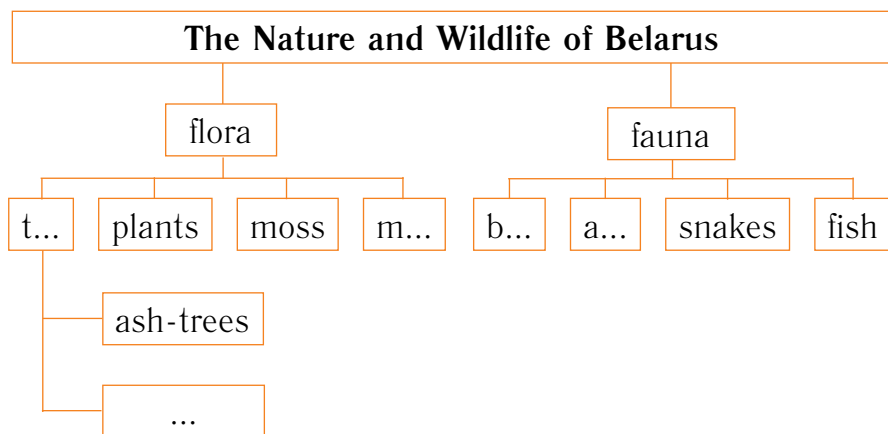 The Nature and Wildlife of Belarus
flora
fauna
t...
plants
moss
m...
b...
a...
snakes
fish
ash-trees
...